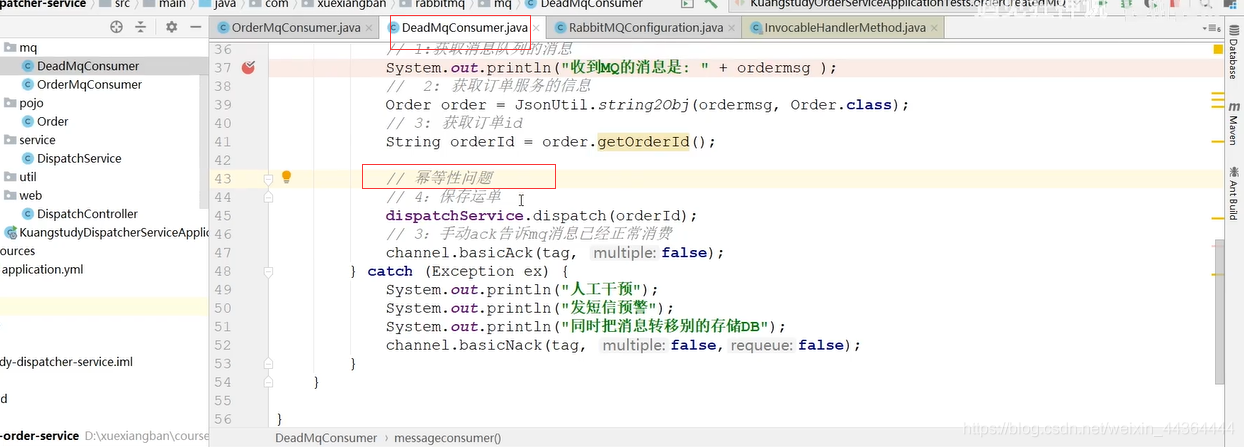 patcher-service › src › main › java › com › xuexiangban › rabbitmq › mq › DeadMqConsumer
KuangstudyOrderServiceApplicationTests.orderCreatedMQ
OrderMqConsumer.java × DeadMqConsumer.java × RabbitMQConfiguration.java × InvocableHandlerMethod.java ×
mq
DeadMqConsumer
OrderMqConsumer
pojo
Order
service
DispatchService
util
web
DispatchController
KuangstudyDispatcherServiceApplic
ources
application.yml
dy-dispatcher-service.iml
d
-order-service D:\xuexiangban\course
36 // 1:获取消息队列的消息
37 System.out.println("收到MQ的消息是: " + ordermsg );
38 // 2: 获取订单服务的信息
39 Order order = JsonUtil.string2Obj(ordermsg, Order.class);
40 // 3: 获取订单id
41 String orderId = order.getOrderId();
42
43 // 幂等性问题
44 // 4: 保存运单
45 dispatchService.dispatch(orderId);
46 // 3: 手动ack告诉mq消息已经正常消费
47 channel.basicAck(tag, multiple: false);
48 } catch (Exception ex) {
49 System.out.println("人工干预");
50 System.out.println("发短信预警");
51 System.out.println("同时把消息转移别的存储DB");
52 channel.basicNack(tag, multiple: false, requeue: false);
53 }
54 }
55
56 }
DeadMqConsumer › messageconsumer()
Database
Maven
Ant Build
https://blog.csdn.net/weixin_44364444